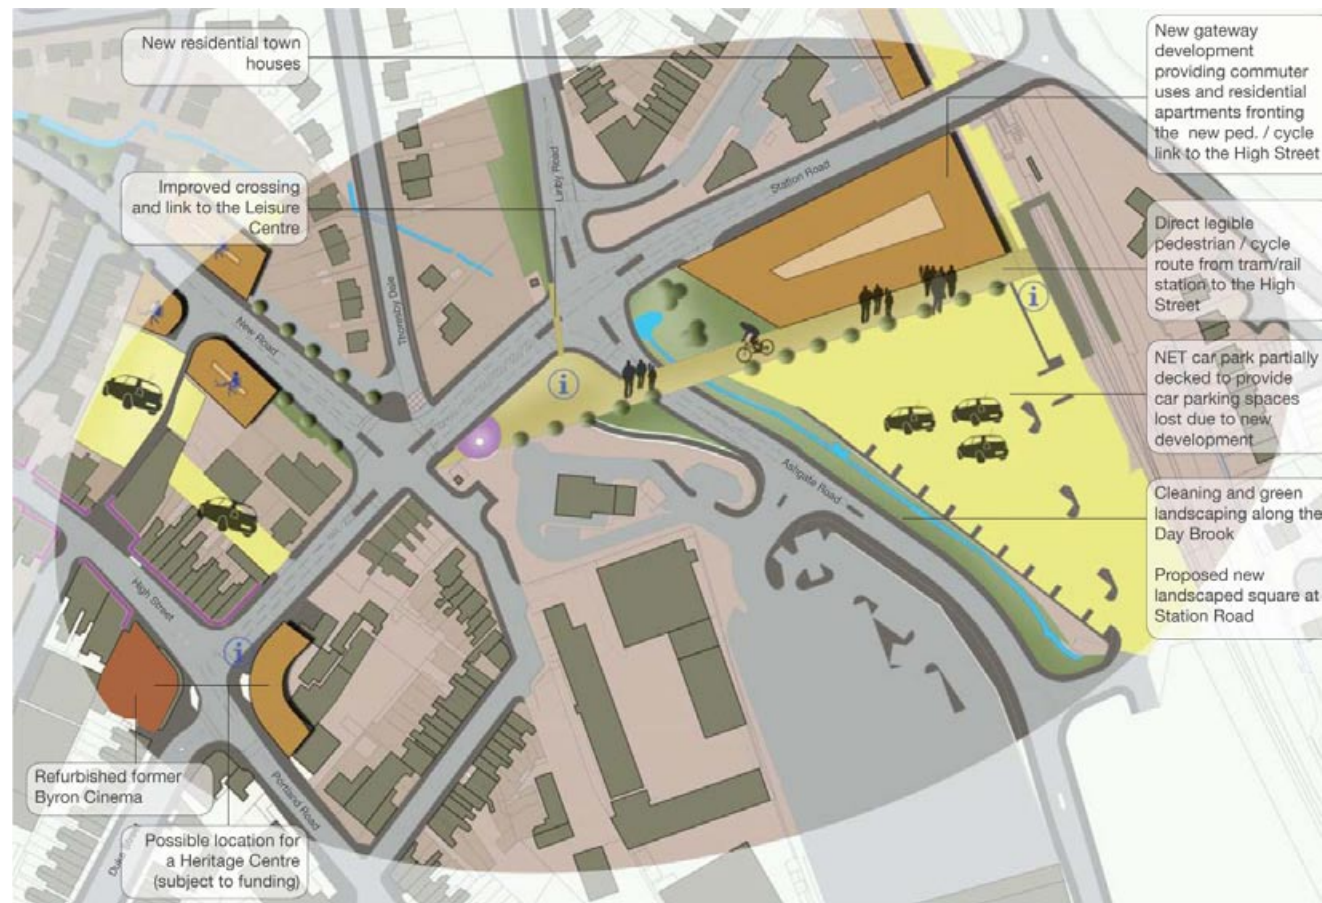 New residential town
houses
Improved crossing
and link to the Leisure
Centre
New gateway
development
providing commuter
uses and residential
apartments fronting
the new ped. / cycle
link to the High Street
Direct legible
pedestrian / cycle
route from tram/rail
station to the High
Street
NET car park partially
decked to provide
car parking spaces
lost due to new
development
Cleaning and green
landscaping along the
Day Brook
Proposed new
landscaped square at
Station Road
Linby Road
Station Road
Thoresby Dale
New Road
i
i
Ashgate Road
High Street
i
Portland Road
Refurbished former
Byron Cinema
Possible location for
a Heritage Centre
(subject to funding)
Duke